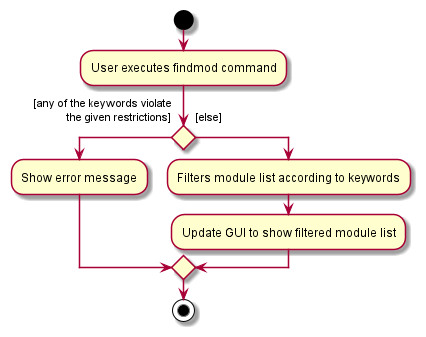 User executes findmod command
[any of the keywords violate
the given restrictions]
[else]
Show error message
Filters module list according to keywords
Update GUI to show filtered module list